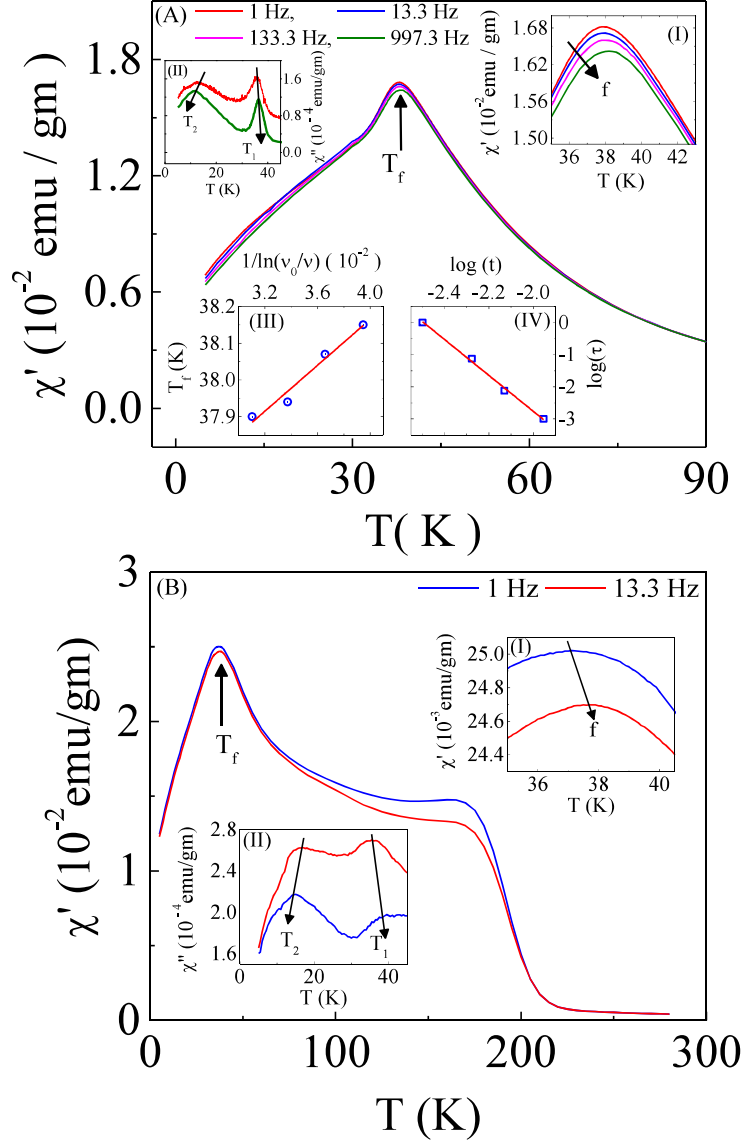 (A)
1 Hz, 13.3 Hz
133.3 Hz, 997.3 Hz
χ' (10⁻² emu / gm)
1.8
1.2
0.6
0.0
0 30 60 90
T( K )
T_f
(I)
χ' (10⁻² emu / gm)
1.68
1.62
1.56
1.50
36 38 40 42
T (K)
f
(II)
χ'' (10⁻⁴ emu/gm)
1.6
0.8
0.0
0 20 40
T (K)
T₂
T₁
1/ln(ν₀/ν) ( 10⁻²)
3.2 3.6 4.0
(III)
T_f (K)
38.2
38.1
38.0
37.9
log (t)
-2.4 -2.2 -2.0
(IV)
log(τ)
0
-1
-2
-3
(B)
1 Hz 13.3 Hz
χ' (10⁻² emu/gm)
3
2
1
0
0 100 200 300
T (K)
T_f
(I)
χ' (10⁻³ emu/gm)
25.0
24.8
24.6
24.4
36 38 40
T (K)
f
(II)
χ'' (10⁻⁴ emu/gm)
2.8
2.4
2.0
1.6
0 20 40
T (K)
T₂
T₁